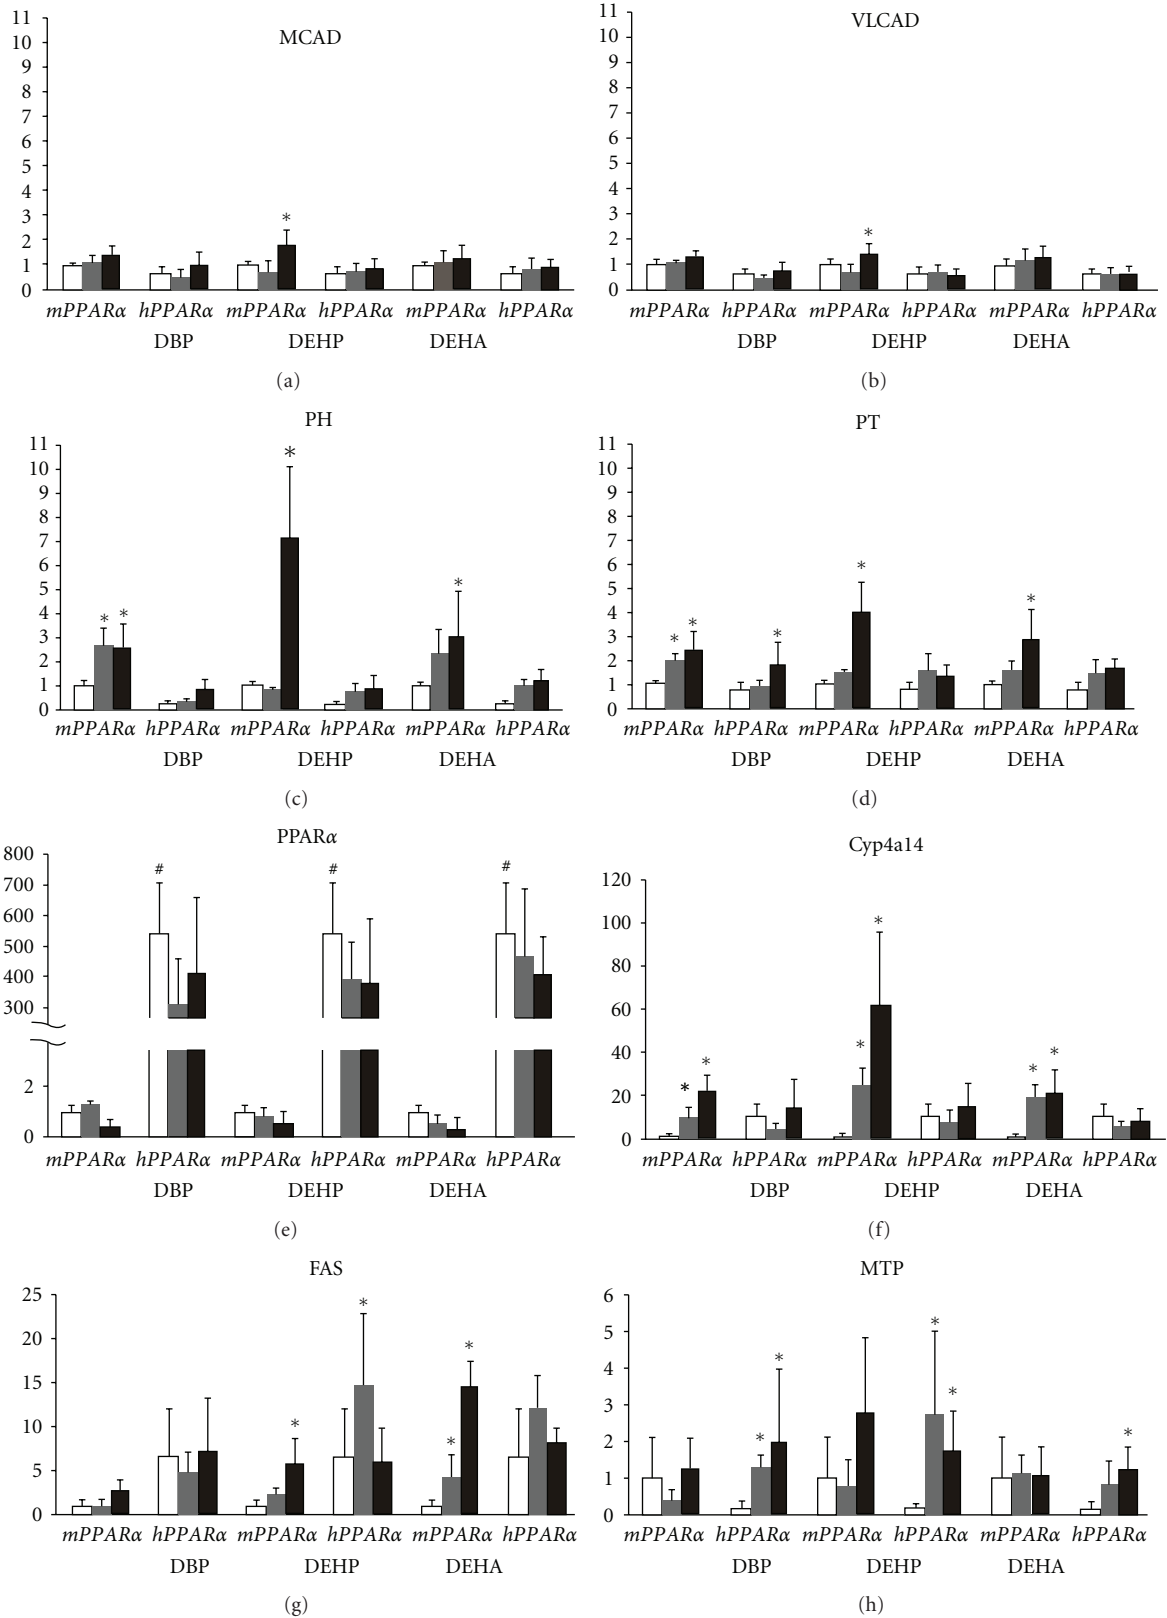 MCAD
11
10
9
8
7
6
5
4
3
2
1
0
*
mPPARα hPPARα mPPARα hPPARα mPPARα hPPARα
DBP DEHP DEHA
(a)
VLCAD
11
10
9
8
7
6
5
4
3
2
1
0
*
mPPARα hPPARα mPPARα hPPARα mPPARα hPPARα
DBP DEHP DEHA
(b)
PH
11
10
9
8
7
6
5
4
3
2
1
0
* * * *
mPPARα hPPARα mPPARα hPPARα mPPARα hPPARα
DBP DEHP DEHA
(c)
PT
11
10
9
8
7
6
5
4
3
2
1
0
* * * * *
mPPARα hPPARα mPPARα hPPARα mPPARα hPPARα
DBP DEHP DEHA
(d)
PPARα
800
700
600
500
400
300
2
0
# # #
mPPARα hPPARα mPPARα hPPARα mPPARα hPPARα
DBP DEHP DEHA
(e)
Cyp4a14
120
100
80
60
40
20
0
* * * * * *
mPPARα hPPARα mPPARα hPPARα mPPARα hPPARα
DBP DEHP DEHA
(f)
FAS
25
20
15
10
5
0
* * * *
mPPARα hPPARα mPPARα hPPARα mPPARα hPPARα
DBP DEHP DEHA
(g)
MTP
6
5
4
3
2
1
0
* * * * *
mPPARα hPPARα mPPARα hPPARα mPPARα hPPARα
DBP DEHP DEHA
(h)